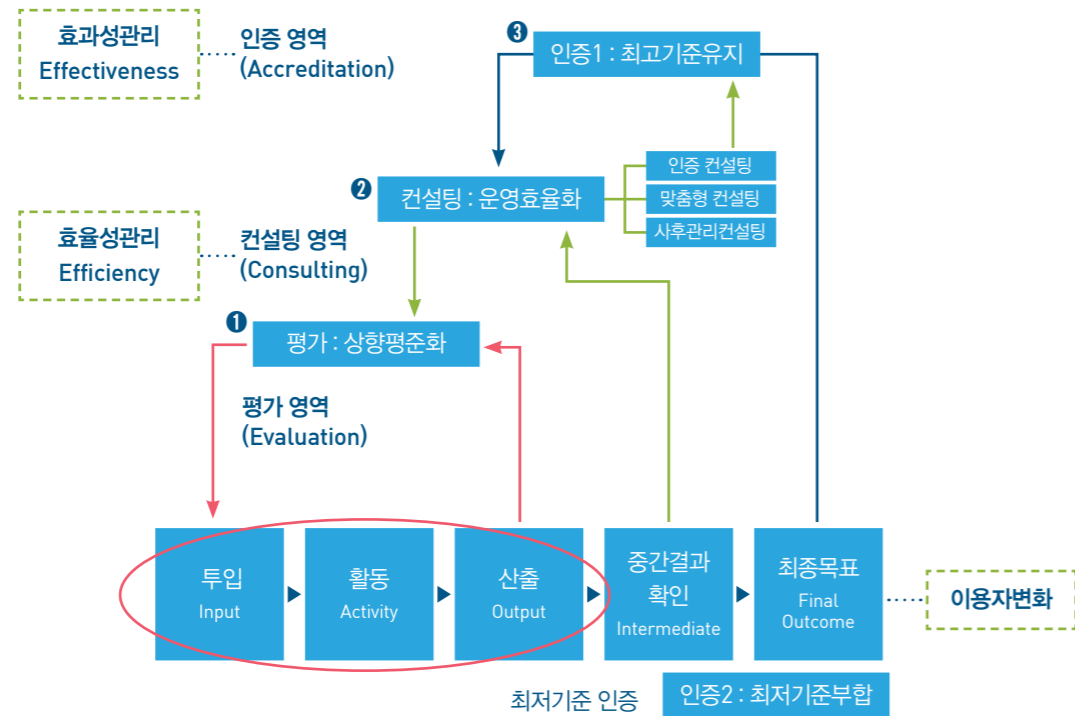 효과성관리
Effectiveness
인증 영역
(Accreditation)
❸
인증1 : 최고기준유지
❷
컨설팅 : 운영효율화
인증 컨설팅
맞춤형 컨설팅
사후관리컨설팅
효율성관리
Efficiency
컨설팅 영역
(Consulting)
❶
평가 : 상향평준화
평가 영역
(Evaluation)
투입
Input
활동
Activity
산출
Output
중간결과
확인
Intermediate
최종목표
Final
Outcome
이용자변화
최저기준 인증
인증2 : 최저기준부합